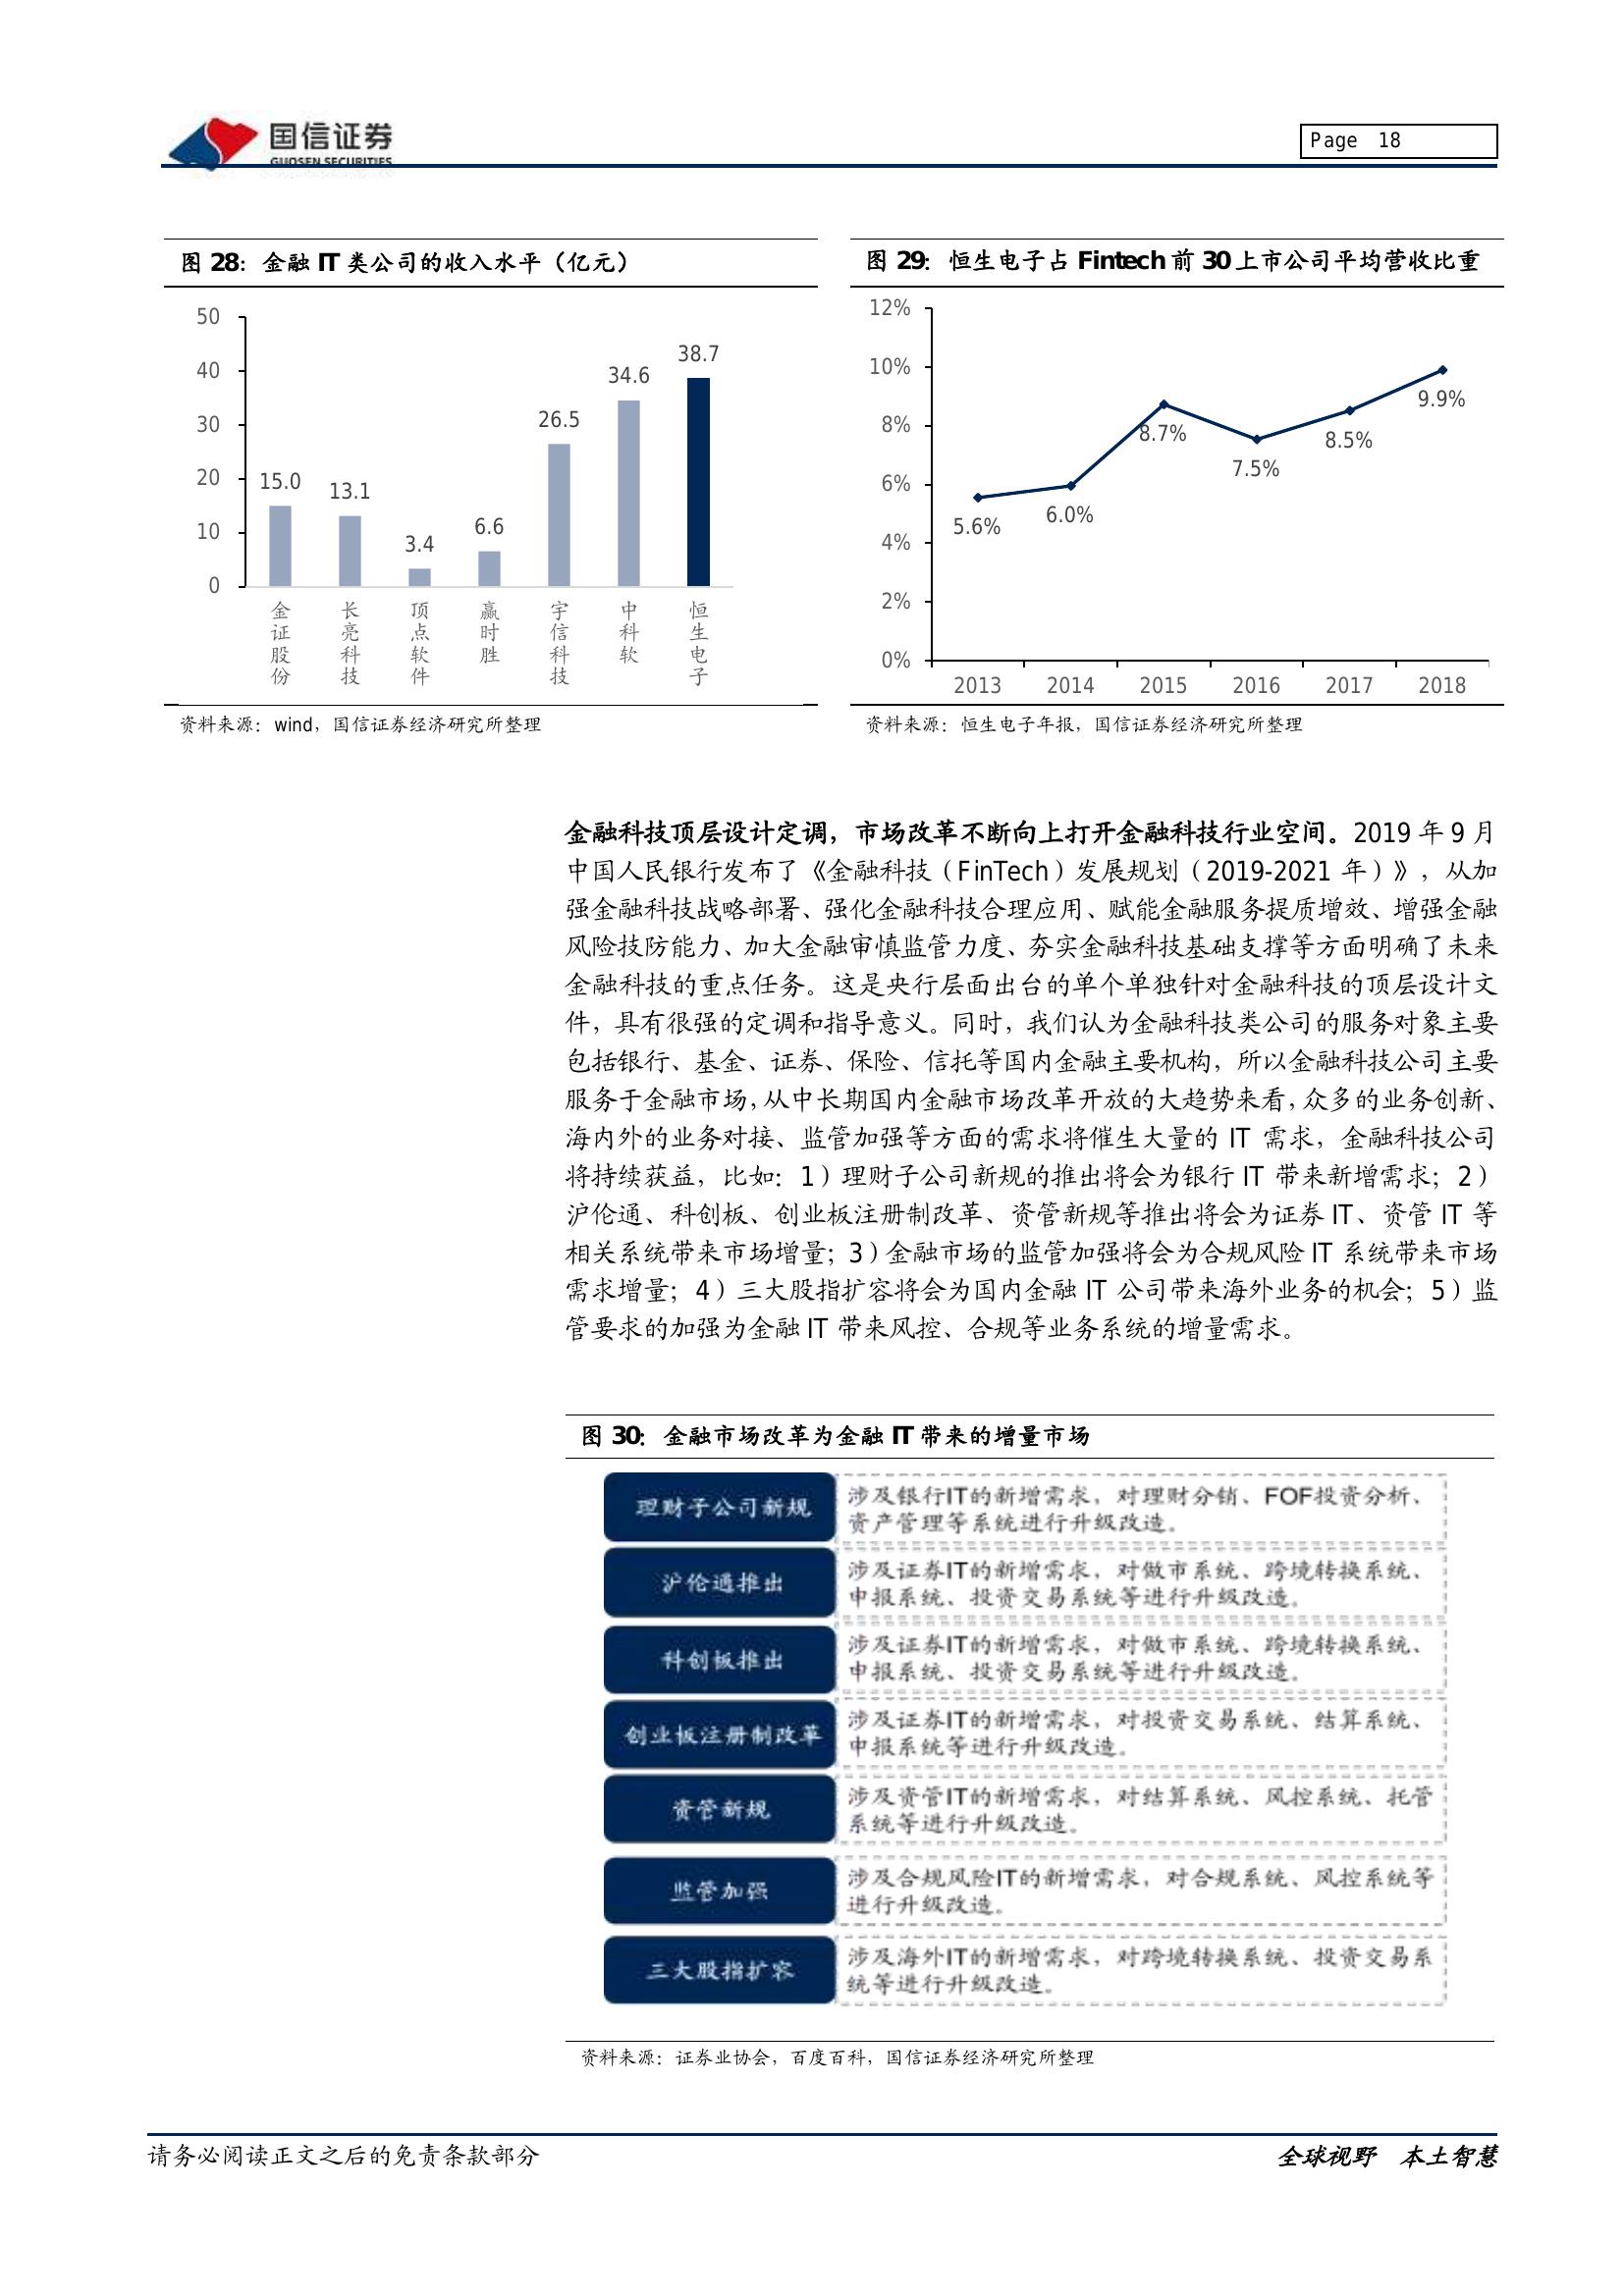 国信证券
GUOSEN SECURITIES
Page 18
图 28：金融 IT 类公司的收入水平（亿元）
50
40
30
20
10
0
15.0
13.1
3.4
6.6
26.5
34.6
38.7
金证股份
长亮科技
顶点软件
赢时胜
宇信科技
中科软
恒生电子
资料来源：wind，国信证券经济研究所整理
图 29：恒生电子占 Fintech 前 30 上市公司平均营收比重
12%
10%
8%
6%
4%
2%
0%
5.6%
6.0%
8.7%
7.5%
8.5%
9.9%
2013 2014 2015 2016 2017 2018
资料来源：恒生电子年报，国信证券经济研究所整理
金融科技顶层设计定调，市场改革不断向上打开金融科技行业空间。2019 年 9 月
中国人民银行发布了《金融科技（FinTech）发展规划（2019-2021 年）》，从加
强金融科技战略部署、强化金融科技合理应用、赋能金融服务提质增效、增强金融
风险技防能力、加大金融审慎监管力度、夯实金融科技基础支撑等方面明确了未来
金融科技的重点任务。这是央行层面出台的单个单独针对金融科技的顶层设计文
件，具有很强的定调和指导意义。同时，我们认为金融科技类公司的服务对象主要
包括银行、基金、证券、保险、信托等国内金融主要机构，所以金融科技公司主要
服务于金融市场，从中长期国内金融市场改革开放的大趋势来看，众多的业务创新、
海内外的业务对接、监管加强等方面的需求将催生大量的 IT 需求，金融科技公司
将持续获益，比如：1）理财子公司新规的推出将会为银行 IT 带来新增需求；2）
沪伦通、科创板、创业板注册制改革、资管新规等推出将会为证券 IT、资管 IT 等
相关系统带来市场增量；3）金融市场的监管加强将会为合规风险 IT 系统带来市场
需求增量；4）三大股指扩容将会为国内金融 IT 公司带来海外业务的机会；5）监
管要求的加强为金融 IT 带来风控、合规等业务系统的增量需求。
图 30：金融市场改革为金融 IT 带来的增量市场
理财子公司新规
涉及银行IT的新增需求，对理财分销、FOF投资分析、
资产管理等系统进行升级改造。
沪伦通推出
涉及证券IT的新增需求，对做市系统、跨境转换系统、
申报系统、投资交易系统等进行升级改造。
科创板推出
涉及证券IT的新增需求，对做市系统、跨境转换系统、
申报系统、投资交易系统等进行升级改造。
创业板注册制改革
涉及证券IT的新增需求，对投资交易系统、结算系统、
申报系统等进行升级改造。
资管新规
涉及资管IT的新增需求，对结算系统、风控系统、托管
系统等进行升级改造。
监管加强
涉及合规风险IT的新增需求，对合规系统、风控系统等
进行升级改造。
三大股指扩容
涉及海外IT的新增需求，对跨境转换系统、投资交易系
统等进行升级改造。
资料来源：证券业协会，百度百科，国信证券经济研究所整理
请务必阅读正文之后的免责条款部分
全球视野 本土智慧